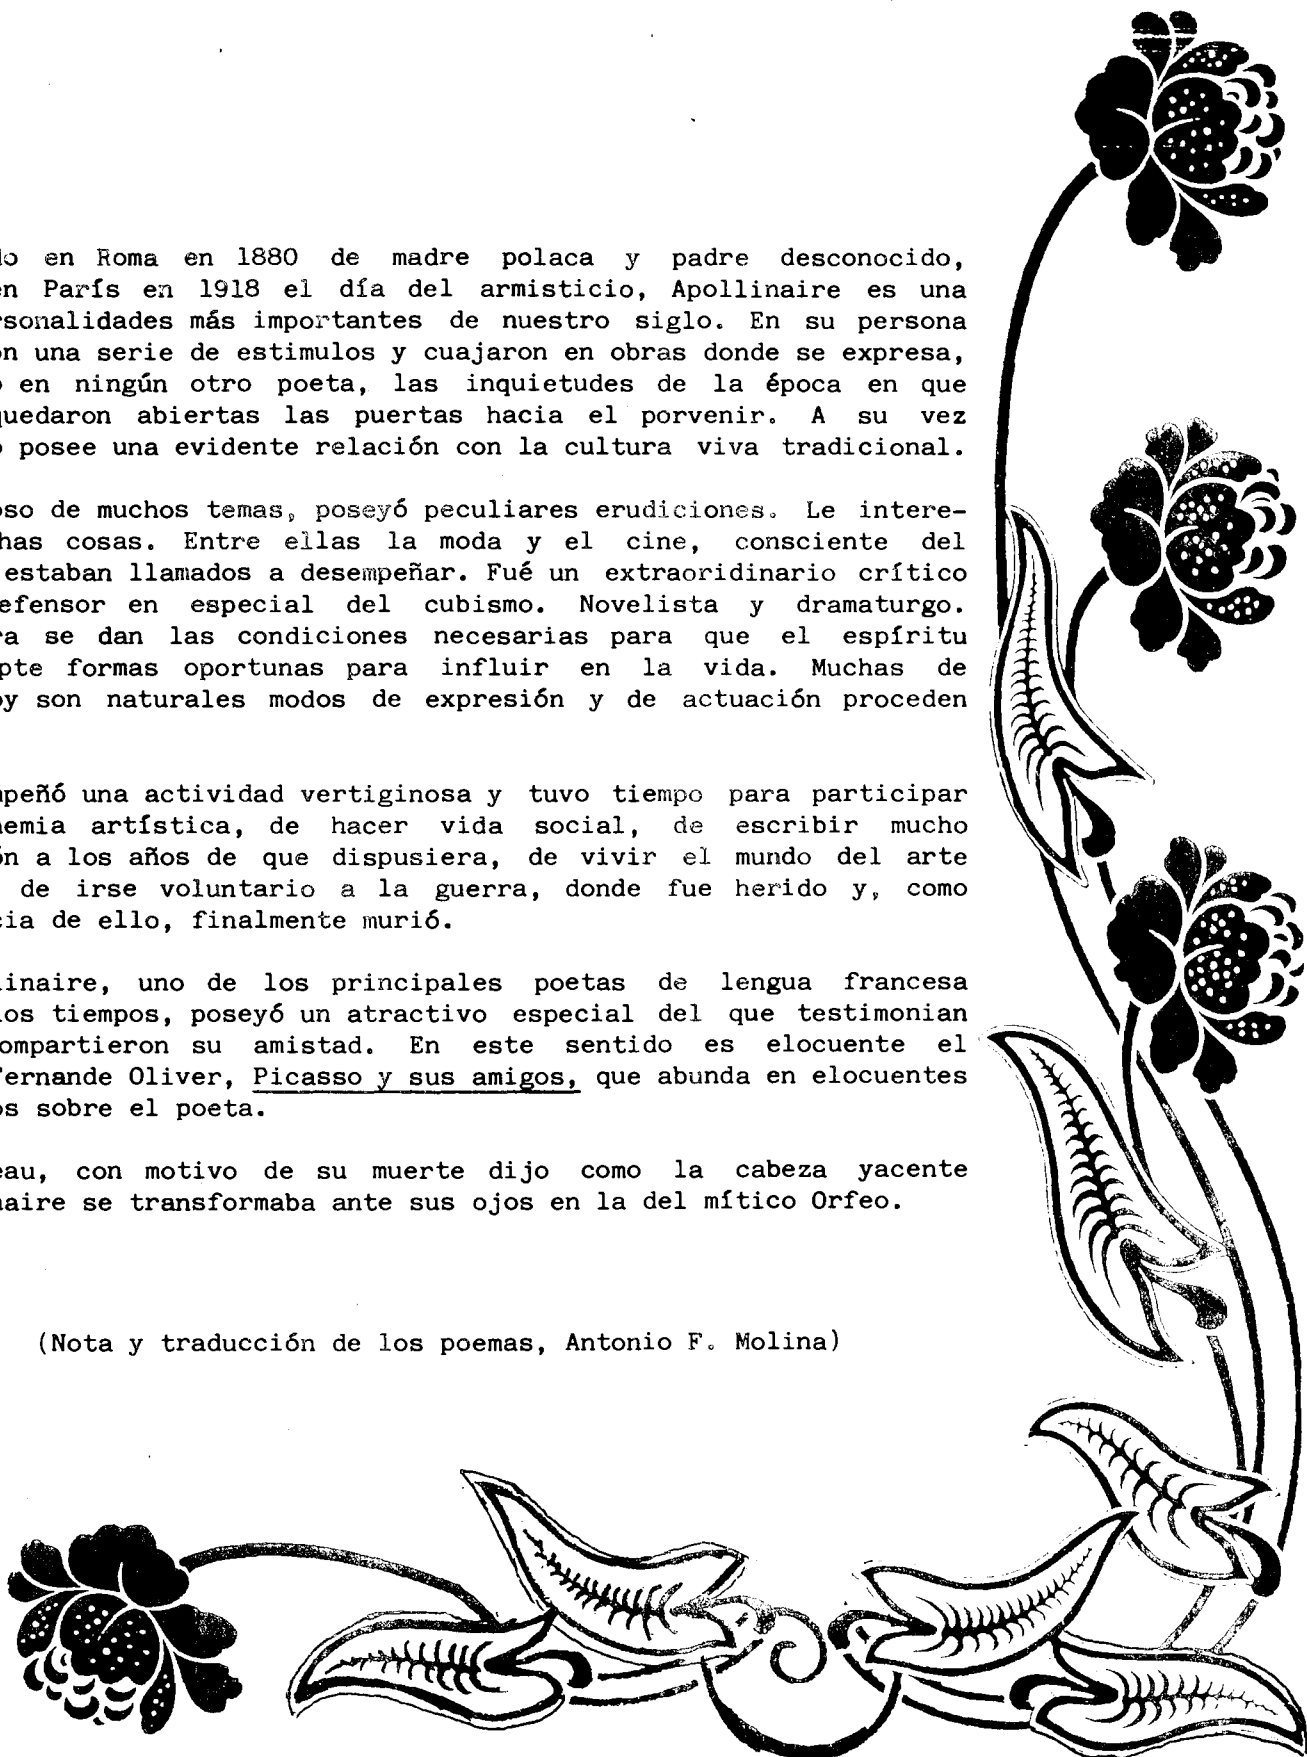 do en Roma en 1880 de madre polaca y padre desconocido,
en París en 1918 el día del armisticio, Apollinaire es una
rsonalidades más importantes de nuestro siglo. En su persona
on una serie de estimulos y cuajaron en obras donde se expresa,
o en ningún otro poeta, las inquietudes de la época en que
quedaron abiertas las puertas hacia el porvenir. A su vez
o posee una evidente relación con la cultura viva tradicional.
oso de muchos temas, poseyó peculiares erudiciones. Le intere-
has cosas. Entre ellas la moda y el cine, consciente del
estaban llamados a desempeñar. Fué un extraoridinario crítico
efensor en especial del cubismo. Novelista y dramaturgo.
ra se dan las condiciones necesarias para que el espíritu
pte formas oportunas para influir en la vida. Muchas de
oy son naturales modos de expresión y de actuación proceden
mpeñó una actividad vertiginosa y tuvo tiempo para participar
hemia artística, de hacer vida social, de escribir mucho
ón a los años de que dispusiera, de vivir el mundo del arte
de irse voluntario a la guerra, donde fue herido y, como
cia de ello, finalmente murió.
linaire, uno de los principales poetas de lengua francesa
los tiempos, poseyó un atractivo especial del que testimonian
ompartieron su amistad. En este sentido es elocuente el
Fernande Oliver, Picasso y sus amigos, que abunda en elocuentes
os sobre el poeta.
eau, con motivo de su muerte dijo como la cabeza yacente
naire se transformaba ante sus ojos en la del mítico Orfeo.
(Nota y traducción de los poemas, Antonio F. Molina)